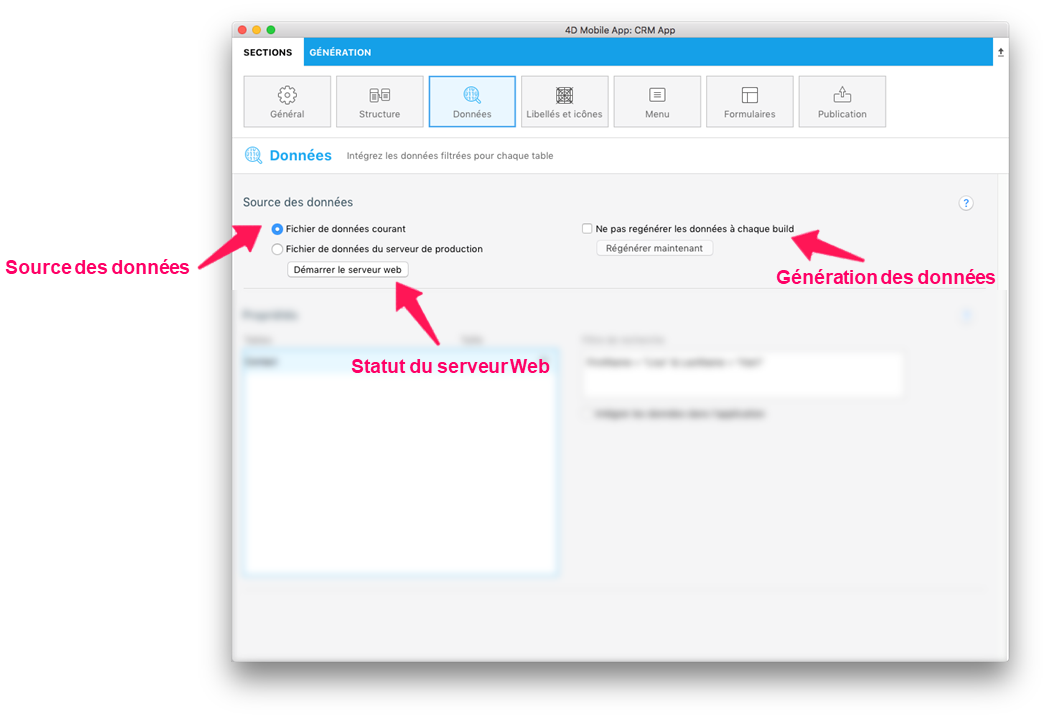 4D Mobile App: CRM App
SECTIONS GÉNÉRATION
Général Structure Données Libellés et icônes Menu Formulaires Publication
Données Intégrez les données filtrées pour chaque table
Source des données ?
Fichier de données courant Ne pas regénérer les données à chaque build
Fichier de données du serveur de production Régénérer maintenant
Démarrer le serveur web
Source des données
Génération des données
Statut du serveur Web